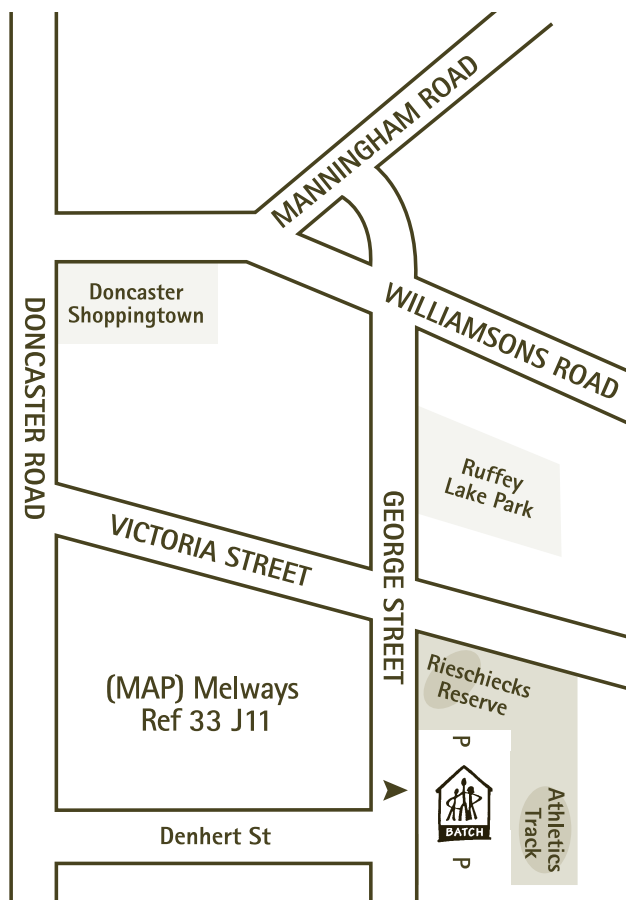 MANNINGHAM ROAD
Doncaster
Shoppingtown
WILLIAMSONS ROAD
DONCASTER ROAD
Ruffey
Lake Park
GEORGE STREET
VICTORIA STREET
Rieschiecks
Reserve
(MAP) Melways
Ref 33 J11
P
BATCH
Athletics
Track
Denhert St
P